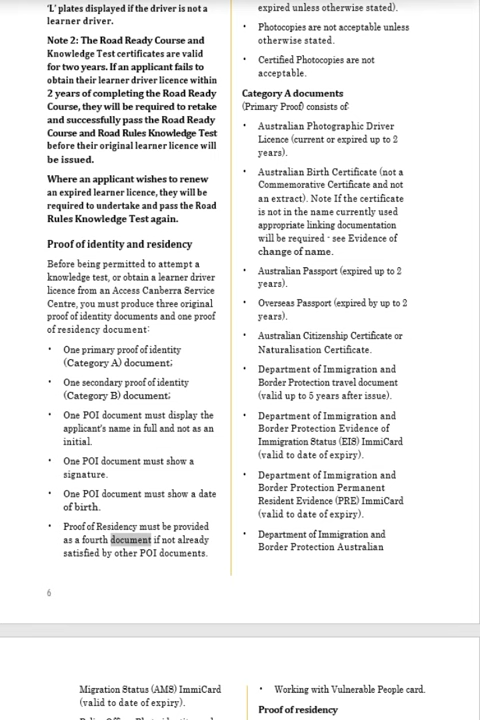 ‘L’ plates displayed if the driver is not a
learner driver.
Note 2: The Road Ready Course and
Knowledge Test certificates are valid
for two years. If an applicant fails to
obtain their learner driver licence within
2 years of completing the Road Ready
Course, they will be required to retake
and successfully pass the Road Ready
Course and Road Rules Knowledge Test
before their original learner licence will
be issued.
Where an applicant wishes to renew
an expired learner licence, they will be
required to undertake and pass the Road
Rules Knowledge Test again.
Proof of identity and residency
Before being permitted to attempt a
knowledge test, or obtain a learner driver
licence from an Access Canberra Service
Centre, you must produce three original
proof of identity documents and one proof
of residency document:
• One primary proof of identity
(Category A) document;
• One secondary proof of identity
(Category B) document;
• One POI document must display the
applicant's name in full and not as an
initial.
• One POI document must show a
signature.
• One POI document must show a date
of birth.
• Proof of Residency must be provided
as a fourth document if not already
satisfied by other POI documents.
6
expired unless otherwise stated).
• Photocopies are not acceptable unless
otherwise stated.
• Certified Photocopies are not
acceptable.
Category A documents
(Primary Proof) consists of:
• Australian Photographic Driver
Licence (current or expired up to 2
years).
• Australian Birth Certificate (not a
Commemorative Certificate and not
an extract). Note If the certificate
is not in the name currently used
appropriate linking documentation
will be required - see Evidence of
change of name.
• Australian Passport (expired up to 2
years).
• Overseas Passport (expired by up to 2
years).
• Australian Citizenship Certificate or
Naturalisation Certificate.
• Department of Immigration and
Border Protection travel document
(valid up to 5 years after issue).
• Department of Immigration and
Border Protection Evidence of
Immigration Status (EIS) ImmiCard
(valid to date of expiry).
• Department of Immigration and
Border Protection Permanent
Resident Evidence (PRE) ImmiCard
(valid to date of expiry).
• Department of Immigration and
Border Protection Australian
Migration Status (AMS) ImmiCard
(valid to date of expiry).
• Working with Vulnerable People card.
Proof of residency